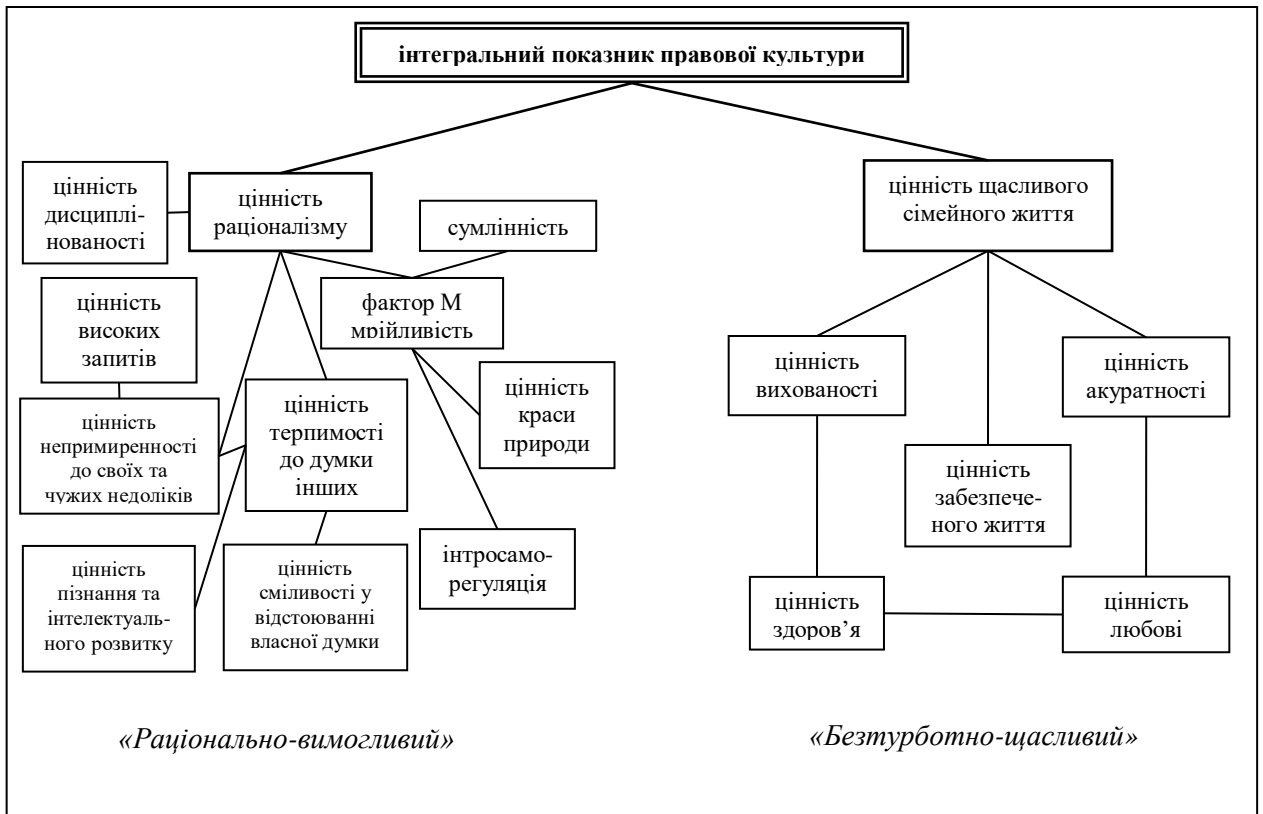 інтегральний показник правової культури
цінність
дисциплі-
нованості
цінність
раціоналізму
сумлінність
цінність щасливого
сімейного життя
цінність
високих
запитів
фактор М
мрійливість
цінність
непримиренності
до своїх та
чужих недоліків
цінність
терпимості
до думки
інших
цінність
краси
природи
цінність
вихованості
цінність
акуратності
цінність
забезпече-
ного життя
цінність
пізнання та
інтелектуаль-
ного розвитку
цінність
сміливості у
відстоюванні
власної думки
інтросамо-
регуляція
цінність
здоров’я
цінність
любові
«Раціонально-вимогливий»
«Безтурботно-щасливий»